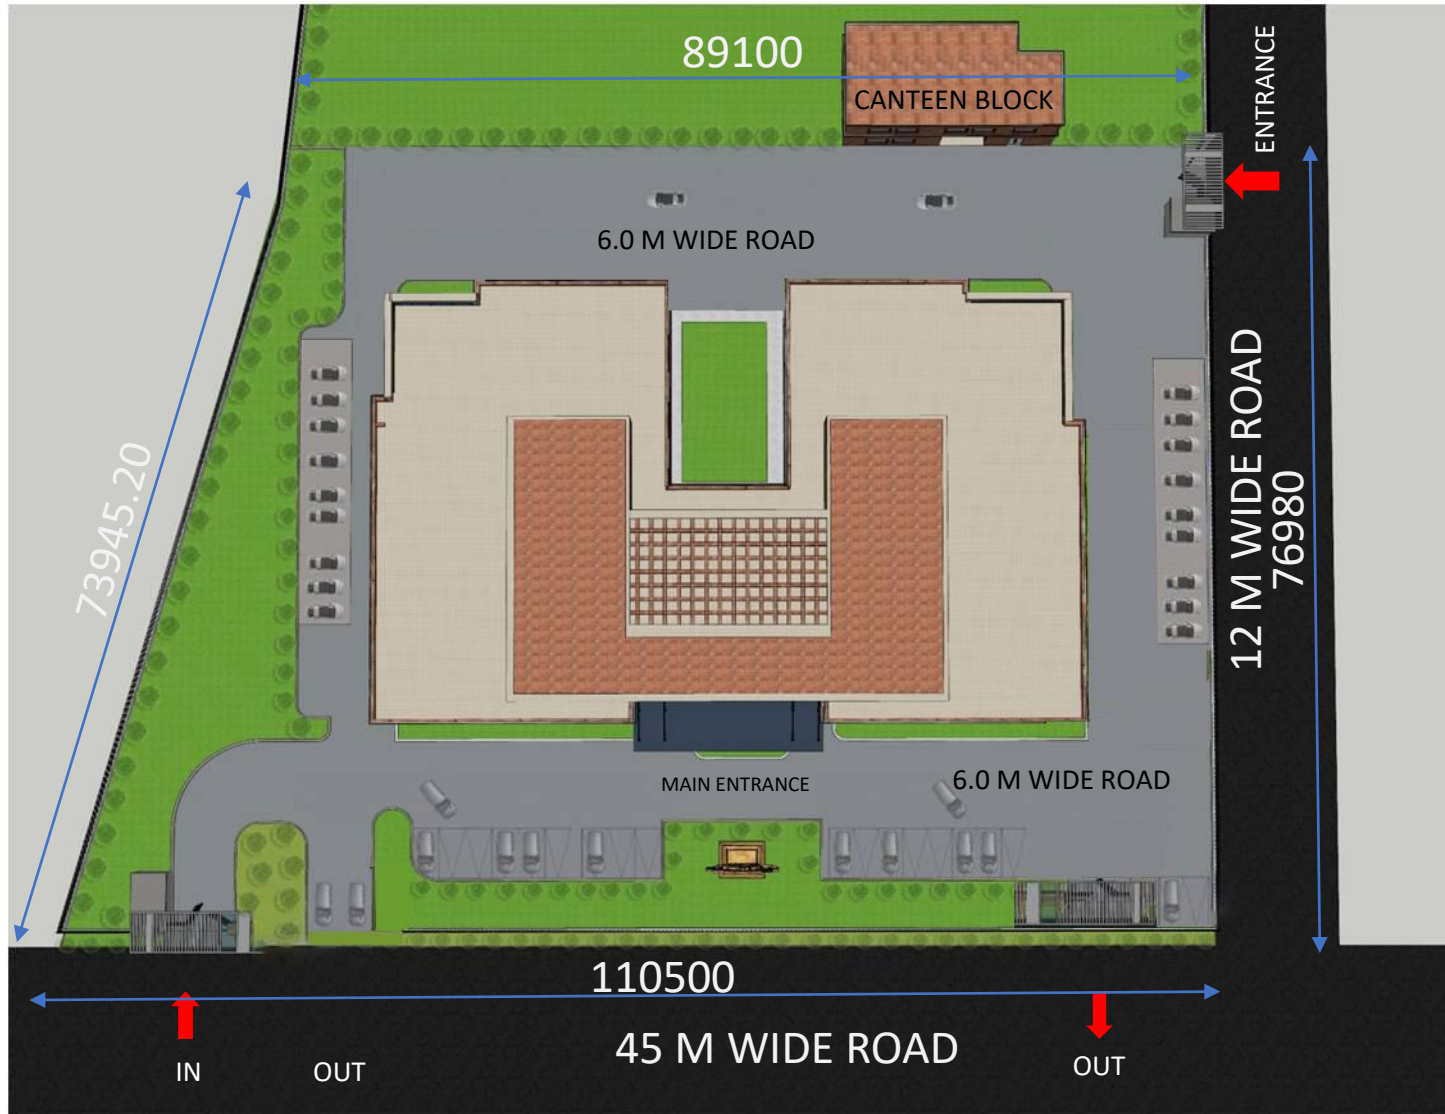 89100
CANTEEN BLOCK
ENTRANCE
6.0 M WIDE ROAD
73945.20
12 M WIDE ROAD
76980
MAIN ENTRANCE
6.0 M WIDE ROAD
110500
45 M WIDE ROAD
IN
OUT
OUT